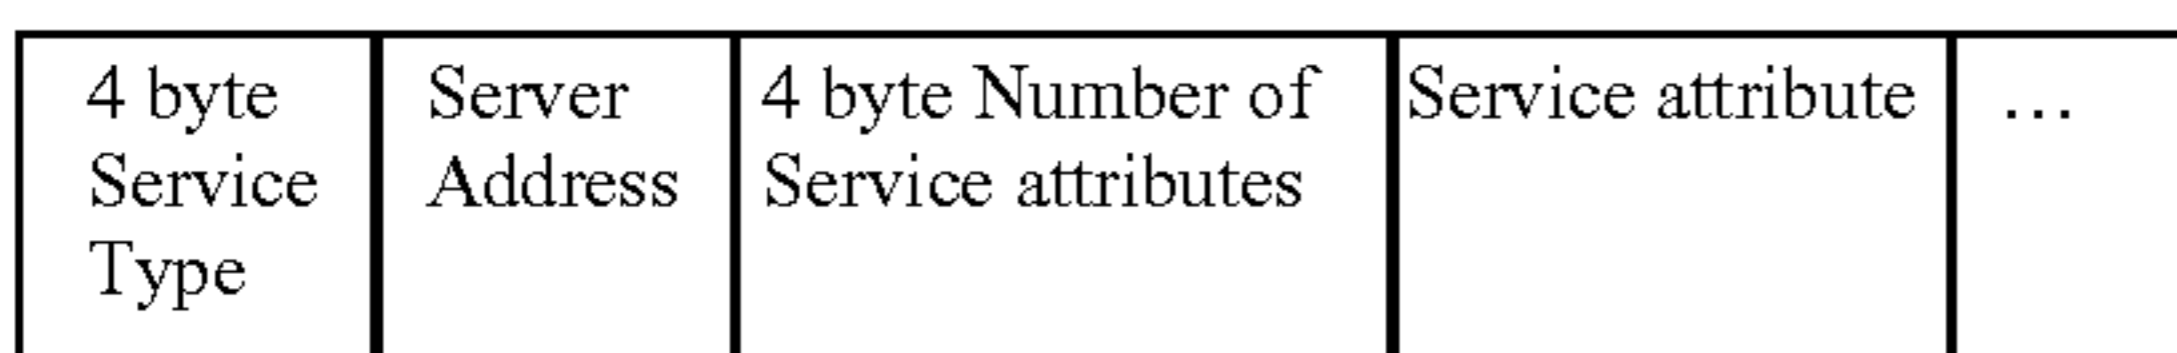 4 byte
Service
Type
Server
Address
4 byte Number of
Service attributes
Service attribute
…